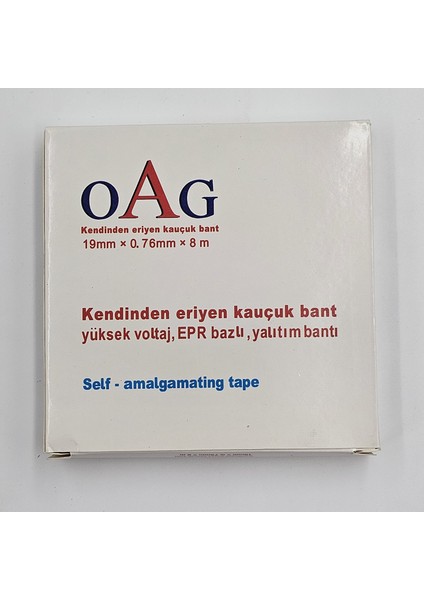 OAG
Kendinden eriyen kauçuk bant
19mm × 0.76mm × 8 m
Kendinden eriyen kauçuk bant
yüksek voltaj, EPR bazlı, yalıtım bantı
Self - amalgamating tape